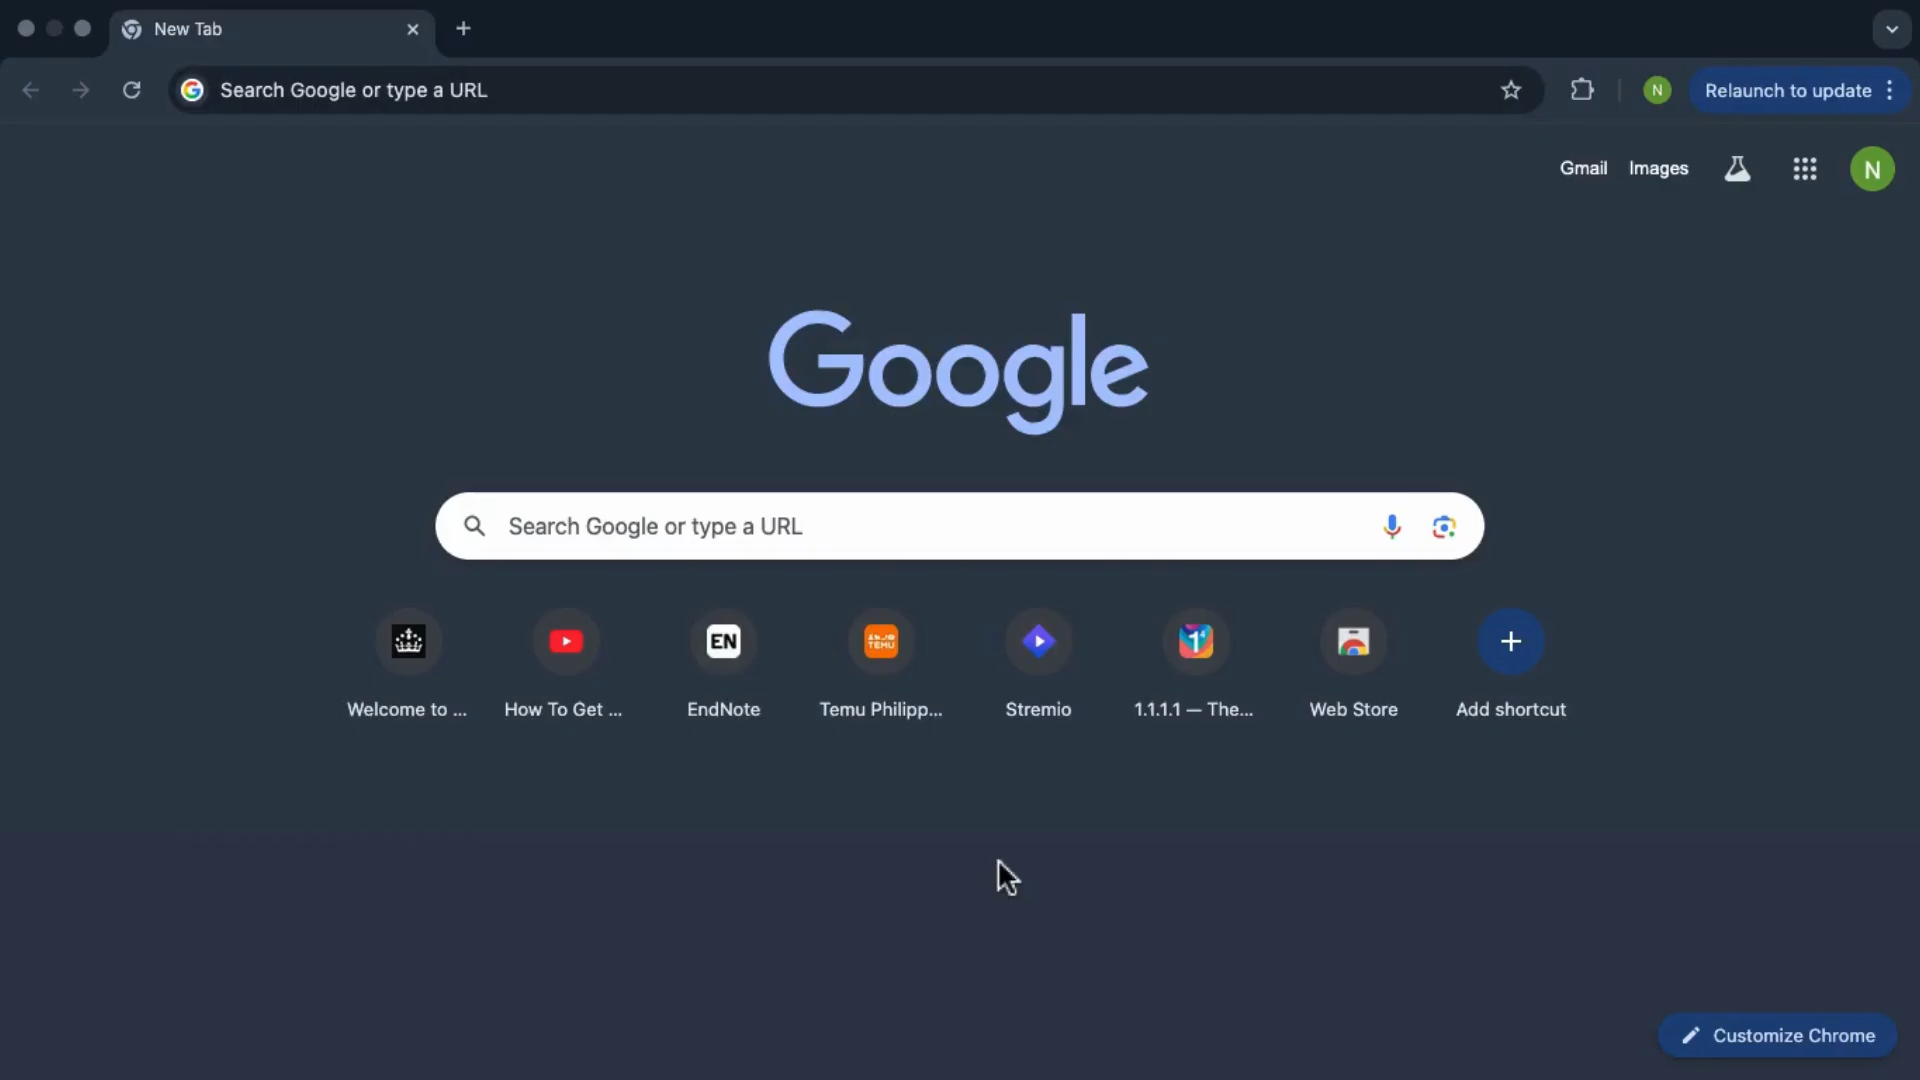 New Tab
Search Google or type a URL
N
Relaunch to update
Gmail
Images
N
Google
Search Google or type a URL
EN
TEMU
1
Welcome to ...
How To Get ...
EndNote
Temu Philipp...
Stremio
1.1.1.1 — The...
Web Store
Add shortcut
Customize Chrome